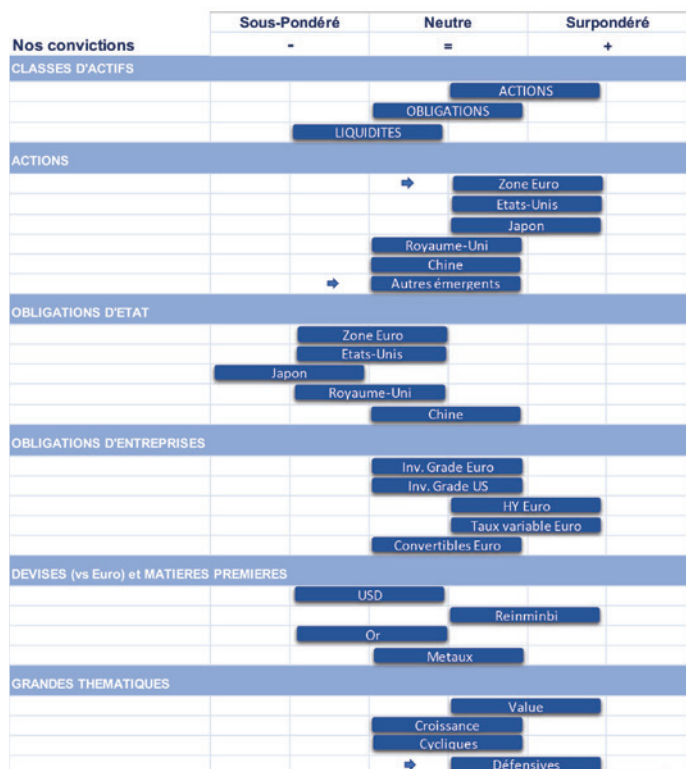 Sous-Pondéré Neutre Surpondéré
Nos convictions - = +
CLASSES D'ACTIFS
ACTIONS
OBLIGATIONS
LIQUIDITES
ACTIONS
Zone Euro
Etats-Unis
Japon
Royaume-Uni
Chine
Autres émergents
OBLIGATIONS D'ETAT
Zone Euro
Etats-Unis
Japon
Royaume-Uni
Chine
OBLIGATIONS D'ENTREPRISES
Inv. Grade Euro
Inv. Grade US
HY Euro
Taux variable Euro
Convertibles Euro
DEVISES (vs Euro) et MATIERES PREMIERES
USD
Reinminbi
Or
Metaux
GRANDES THEMATIQUES
Value
Croissance
Cycliques
Défensives